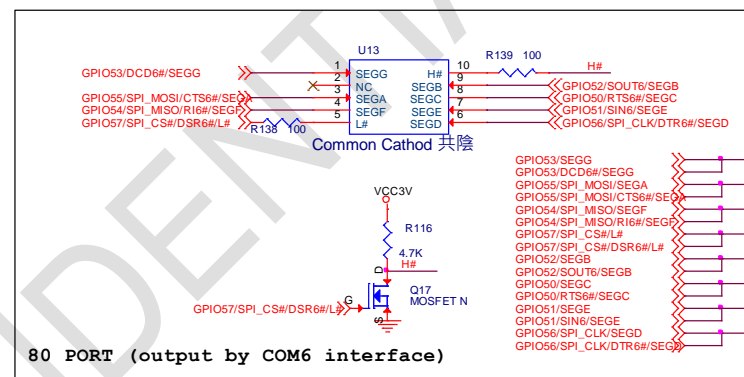 U13
R139 100
H#
GPIO53/DCD6#/SEGG
1 SEGG H# 10
2 NC SEGB 9
GPIO52/SOUT6/SEGB
GPIO55/SPI_MOSI/CTS6#/SEGA
3 SEGA SEGC 8
GPIO50/RTS6#/SEGC
GPIO54/SPI_MISO/RI6#/SEGF
4 SEGF SEGE 7
GPIO51/SIN6/SEGE
GPIO57/SPI_CS#/DSR6#/L#
5 L# SEGD 6
GPIO56/SPI_CLK/DTR6#/SEGD
R138 100
Common Cathod 共陰
GPIO53/SEGG
GPIO53/DCD6#/SEGG
GPIO55/SPI_MOSI/SEGA
GPIO55/SPI_MOSI/CTS6#/SEGA
GPIO54/SPI_MISO/SEGF
GPIO54/SPI_MISO/RI6#/SEGF
GPIO57/SPI_CS#/L#
GPIO57/SPI_CS#/DSR6#/L#
GPIO52/SEGB
GPIO52/SOUT6/SEGB
GPIO50/SEGC
GPIO50/RTS6#/SEGC
GPIO51/SEGE
GPIO51/SIN6/SEGE
GPIO56/SPI_CLK/SEGD
GPIO56/SPI_CLK/DTR6#/SEGD
VCC3V
R116
4.7K
H#
D
Q17
MOSFET N
G
S
GPIO57/SPI_CS#/DSR6#/L#
80 PORT (output by COM6 interface)
IDENTIA